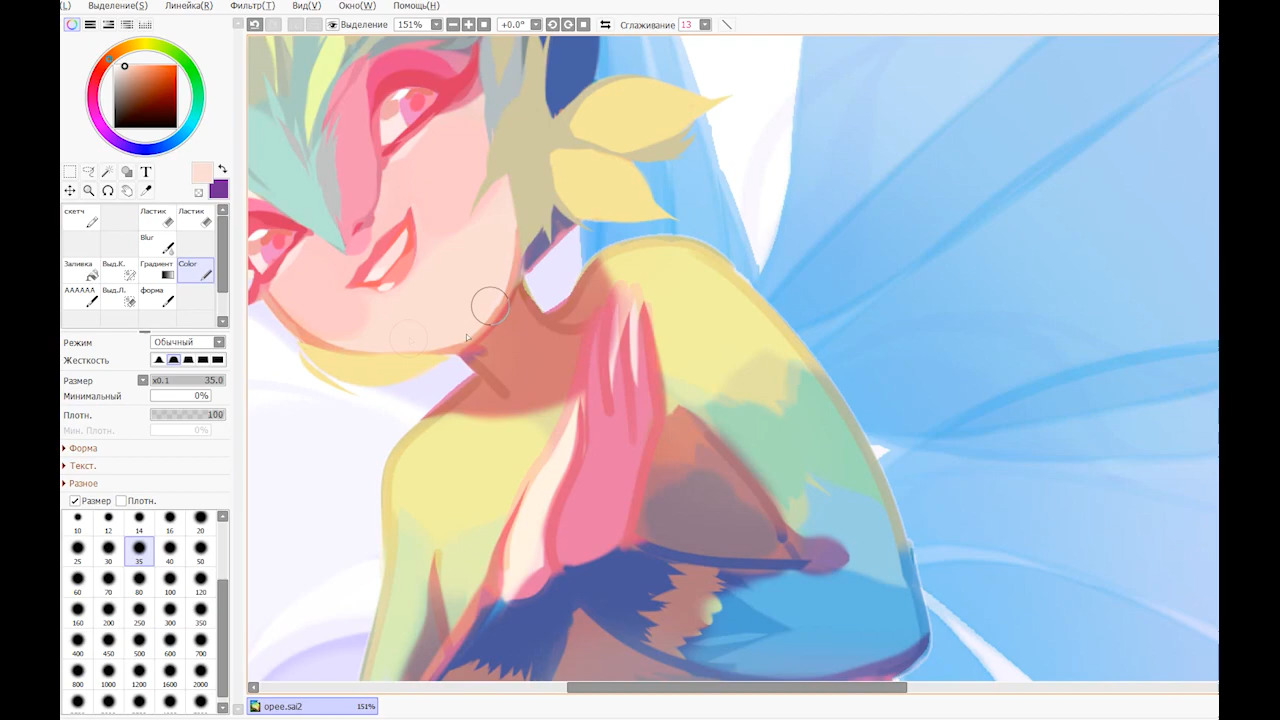 (L) Выделение(S) Линейка(R) Фильтр(T) Вид(V) Окно(W) Помощь(H)
Выделение 151% +0.0° Сглаживание 13
T
скетч Ластик Ластик
Blur
Заливка Выд.К. Градиент Color
АААААА Выд.Л. форма
Режим Обычный
Жесткость
Размер x0.1 35.0
Минимальный 0%
Плотн. 100
Мин. Плотн. 0%
Форма
Текст.
Разное
Размер Плотн.
10 12 14 16 20
25 30 35 40 50
60 70 80 100 120
160 200 250 300 350
400 450 500 600 700
800 1000 1200 1600 2000
opee.sai2 151%